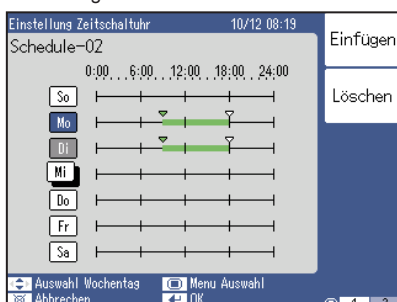 Einstellung Zeitschaltuhr 10/12 08:19
Einfügen
Schedule-02
0:00 . . 6:00 . . 12:00 . . 18:00 . . 24:00
So
Löschen
Mo
Di
Mi
Do
Fr
Sa
Auswahl Wochentag Menu Auswahl
Abbrechen OK